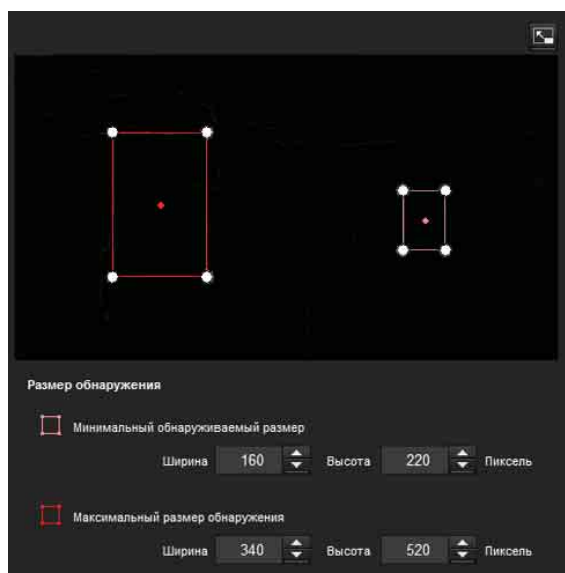 Размер обнаружения
Минимальный обнаруживаемый размер
Ширина 160 Высота 220 Пиксель
Максимальный размер обнаружения
Ширина 340 Высота 520 Пиксель